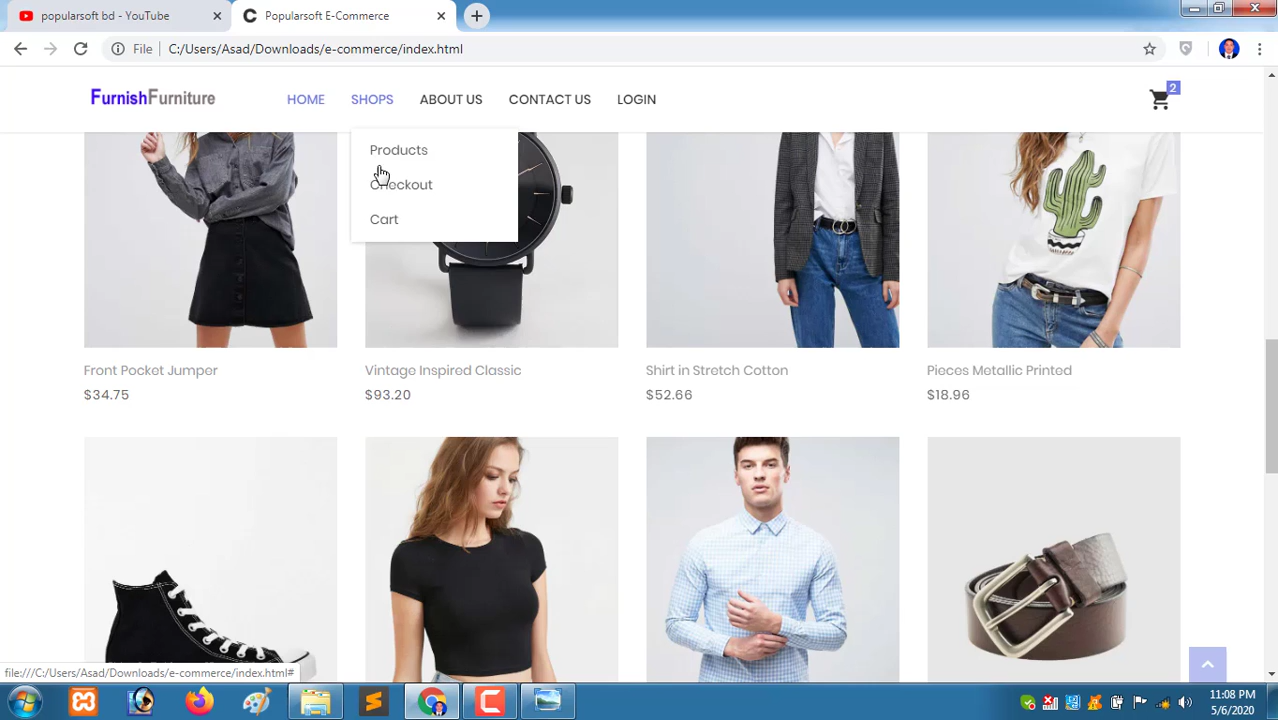 popularsoft bd - YouTube
Popularsoft E-Commerce
File
C:/Users/Asad/Downloads/e-commerce/index.html
FurnishFurniture
HOME
SHOPS
ABOUT US
CONTACT US
LOGIN
2
Products
Checkout
Cart
Front Pocket Jumper
Vintage Inspired Classic
Shirt in Stretch Cotton
Pieces Metallic Printed
$34.75
$93.20
$52.66
$18.96
file:///C:/Users/Asad/Downloads/e-commerce/index.html#
11:08 PM
5/6/2020